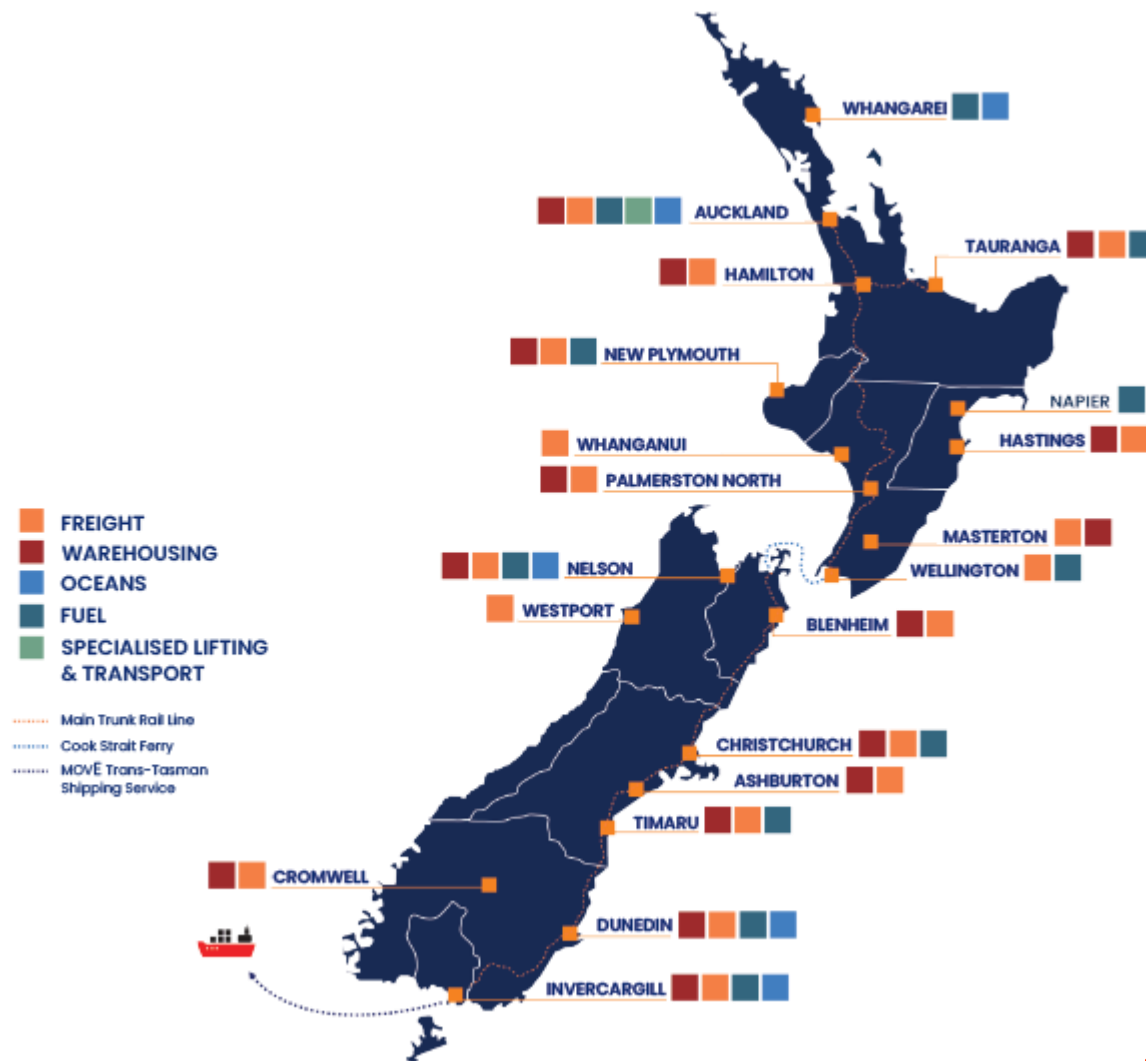 WHANGAREI
AUCKLAND
TAURANGA
HAMILTON
NEW PLYMOUTH
NAPIER
WHANGANUI
HASTINGS
PALMERSTON NORTH
FREIGHT
WAREHOUSING
OCEANS
FUEL
SPECIALISED LIFTING
& TRANSPORT
MASTERTON
NELSON
WELLINGTON
WESTPORT
BLENHEIM
Main Trunk Rail Line
Cook Strait Ferry
MOVË Trans-Tasman
Shipping Service
CHRISTCHURCH
ASHBURTON
TIMARU
CROMWELL
DUNEDIN
INVERCARGILL